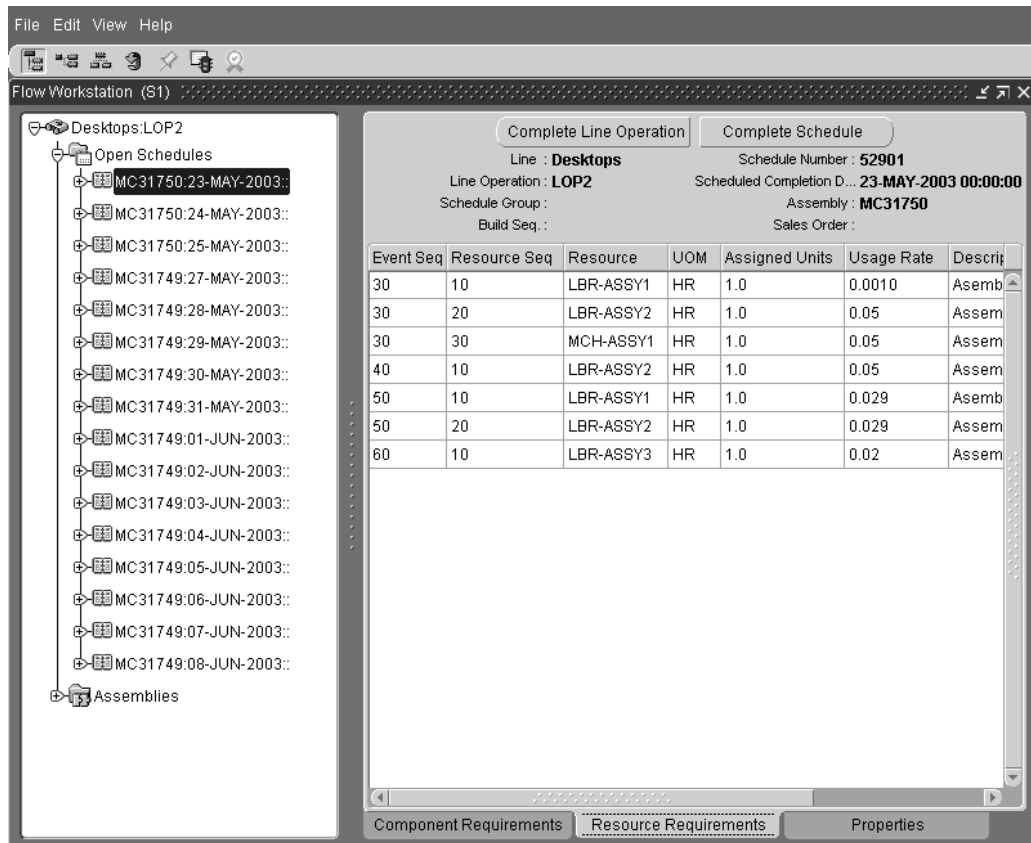 File Edit View Help
Flow Workstation (S1)
Desktops:LOP2
Open Schedules
MC31750:23-MAY-2003::
MC31750:24-MAY-2003::
MC31750:25-MAY-2003::
MC31749:27-MAY-2003::
MC31749:28-MAY-2003::
MC31749:29-MAY-2003::
MC31749:30-MAY-2003::
MC31749:31-MAY-2003::
MC31749:01-JUN-2003::
MC31749:02-JUN-2003::
MC31749:03-JUN-2003::
MC31749:04-JUN-2003::
MC31749:05-JUN-2003::
MC31749:06-JUN-2003::
MC31749:07-JUN-2003::
MC31749:08-JUN-2003::
Assemblies
Complete Line Operation Complete Schedule
Line : Desktops Schedule Number : 52901
Line Operation : LOP2 Scheduled Completion D... 23-MAY-2003 00:00:00
Schedule Group : Assembly : MC31750
Build Seq. : Sales Order :
Event Seq Resource Seq Resource UOM Assigned Units Usage Rate Descrip
30 10 LBR-ASSY1 HR 1.0 0.0010 Asemb
30 20 LBR-ASSY2 HR 1.0 0.05 Assem
30 30 MCH-ASSY1 HR 1.0 0.05 Assem
40 10 LBR-ASSY2 HR 1.0 0.05 Assem
50 10 LBR-ASSY1 HR 1.0 0.029 Asemb
50 20 LBR-ASSY2 HR 1.0 0.029 Assem
60 10 LBR-ASSY3 HR 1.0 0.02 Assem
Component Requirements Resource Requirements Properties